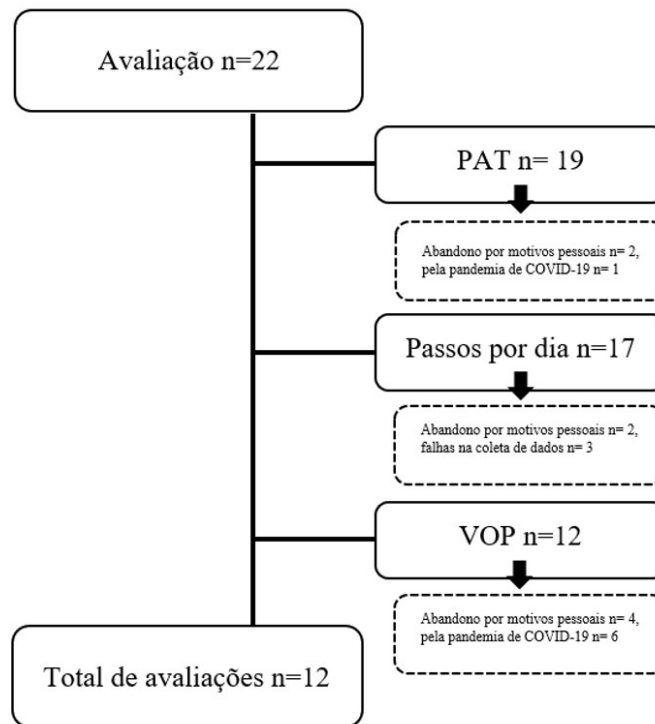 Avaliação n=22
PAT n= 19
Abandono por motivos pessoais n= 2,
pela pandemia de COVID-19 n= 1
Passos por dia n=17
Abandono por motivos pessoais n= 2,
falhas na coleta de dados n= 3
VOP n=12
Abandono por motivos pessoais n= 4,
pela pandemia de COVID-19 n= 6
Total de avaliações n=12